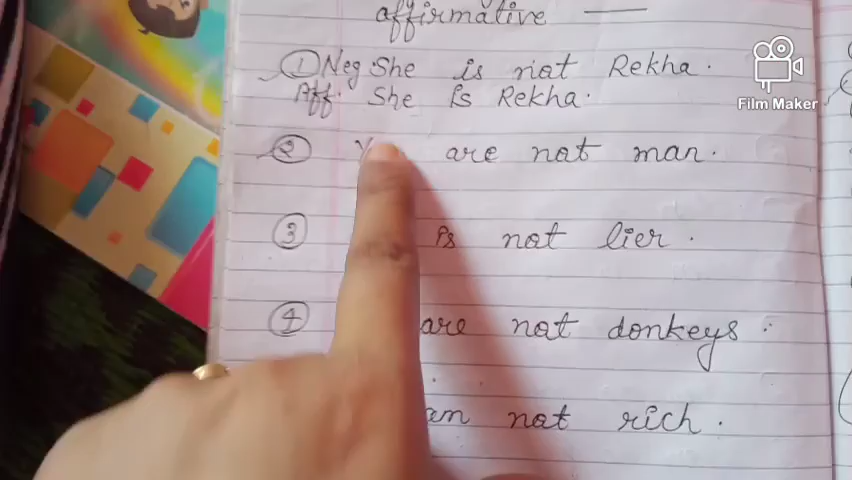 affirmative
① Neg. She is not Rekha.
Aff. She is Rekha.
② are not man.
③ is not lier.
④ are not donkeys.
am not rich.
Film Maker